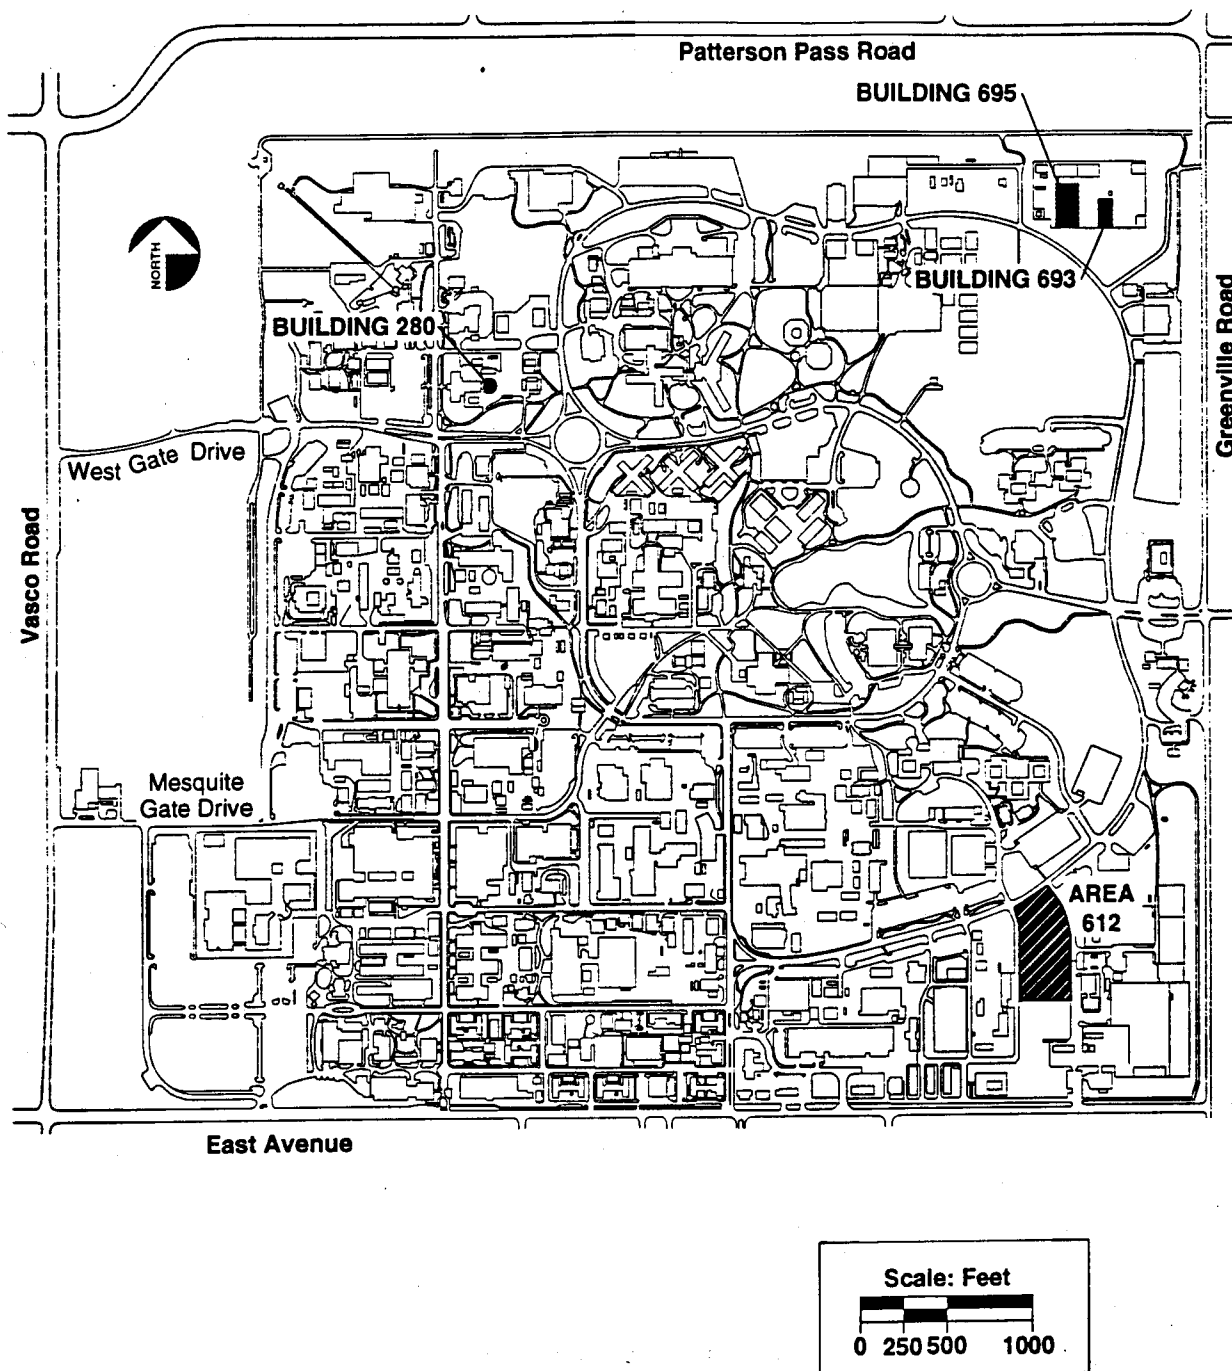 Patterson Pass Road
BUILDING 695
NORTH
BUILDING 693
Greenville Road
BUILDING 280
West Gate Drive
Vasco Road
Mesquite
Gate Drive
AREA
612
East Avenue
Scale: Feet
0 250 500 1000